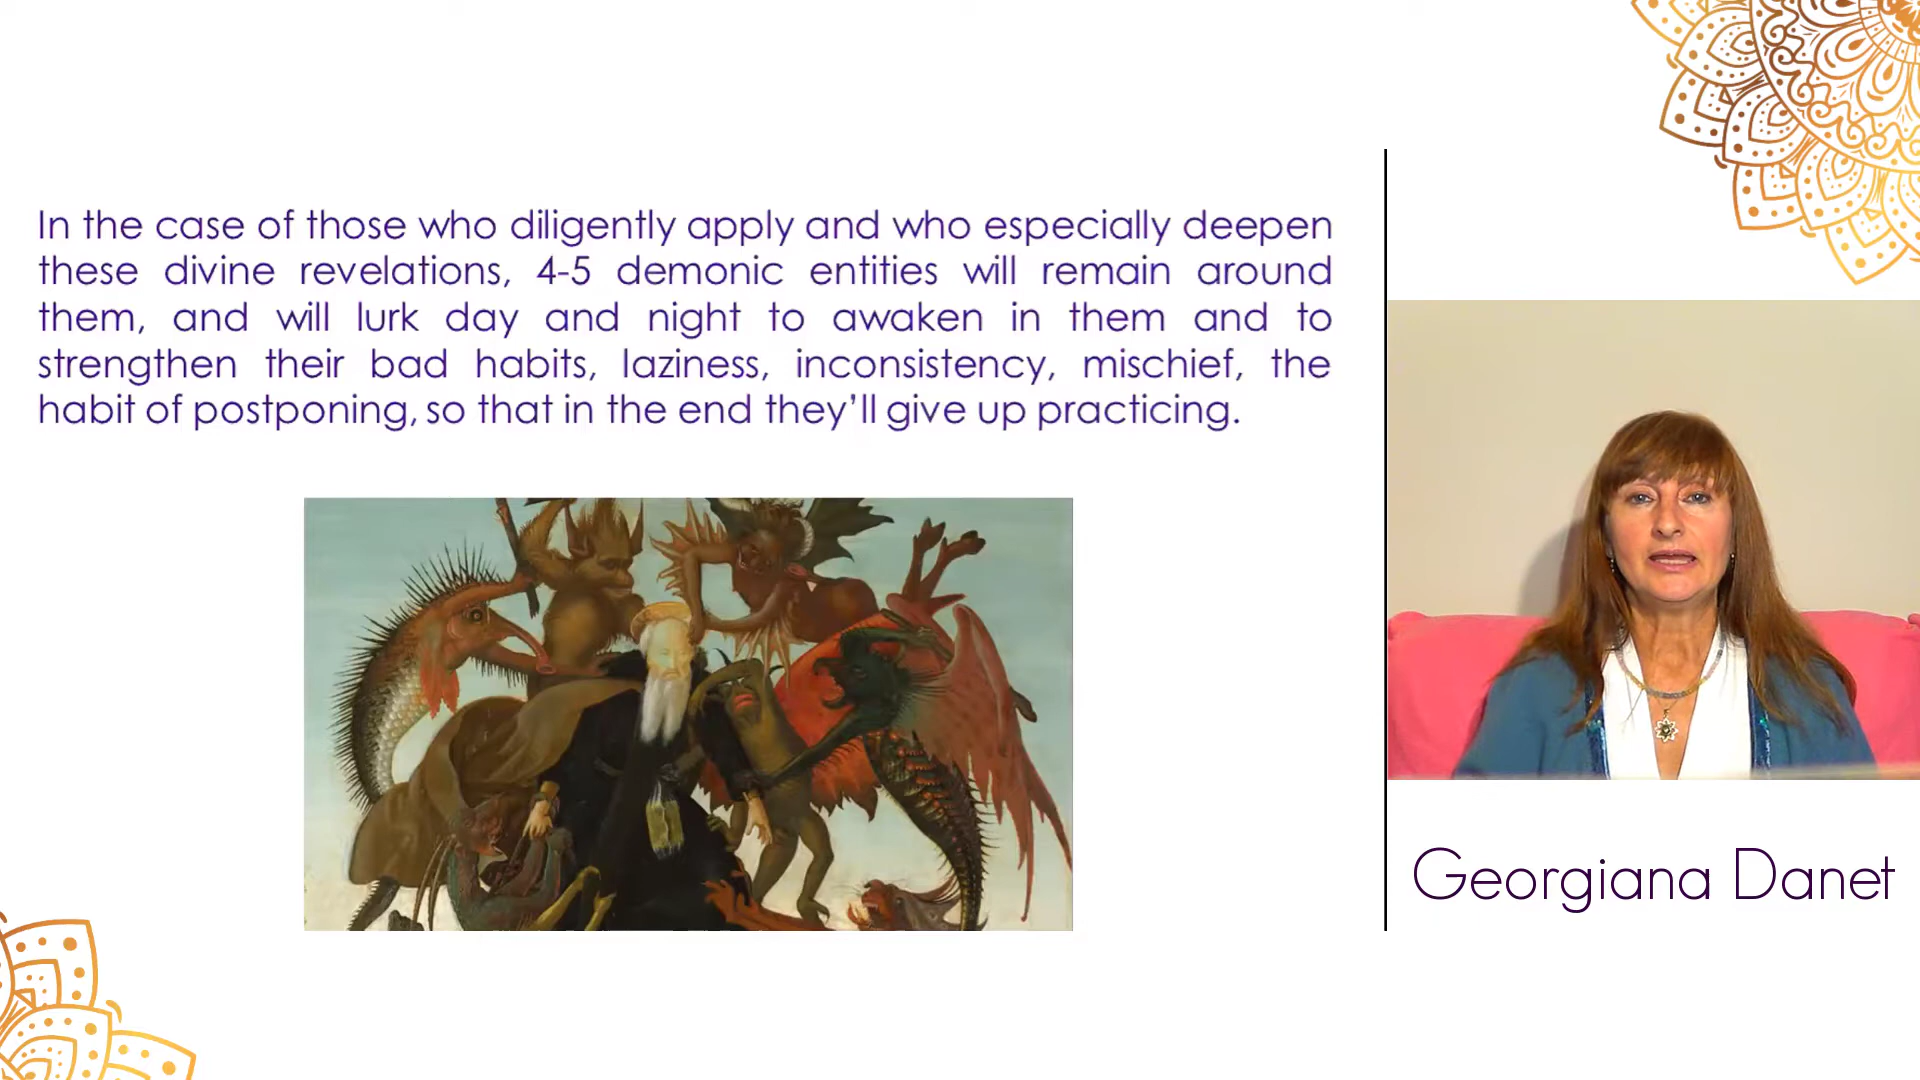 In the case of those who diligently apply and who especially deepen
these divine revelations, 4-5 demonic entities will remain around
them, and will lurk day and night to awaken in them and to
strengthen their bad habits, laziness, inconsistency, mischief, the
habit of postponing, so that in the end they'll give up practicing.
Georgiana Danet